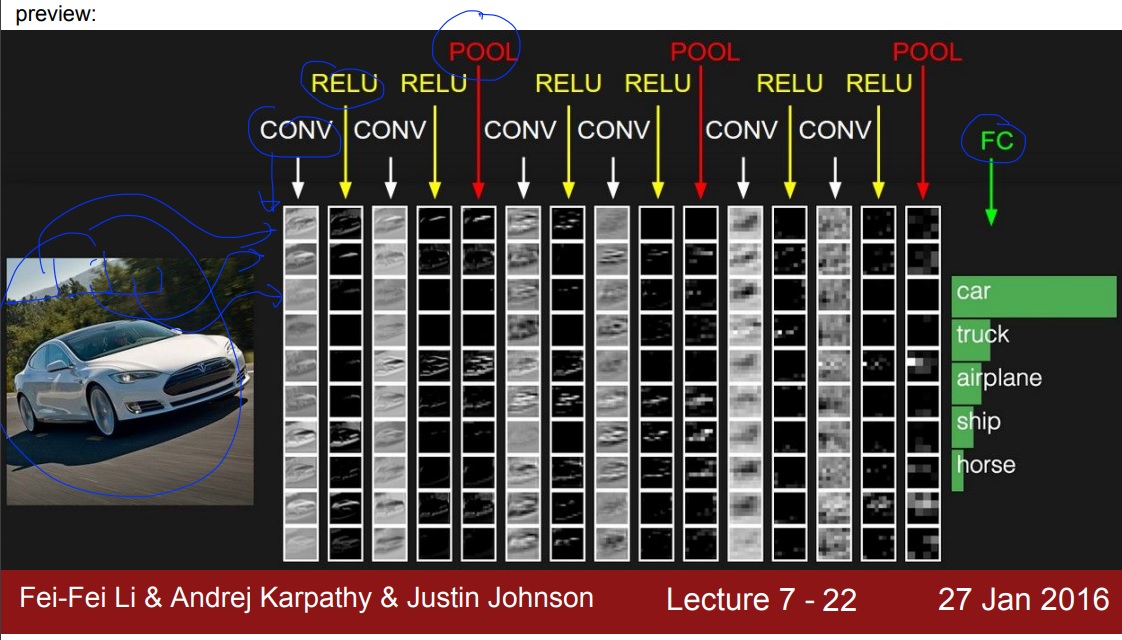 preview:
POOL POOL POOL
RELU RELU RELU RELU RELU RELU
CONV CONV CONV CONV CONV CONV
FC
car
truck
airplane
ship
horse
Fei-Fei Li & Andrej Karpathy & Justin Johnson Lecture 7 - 22 27 Jan 2016